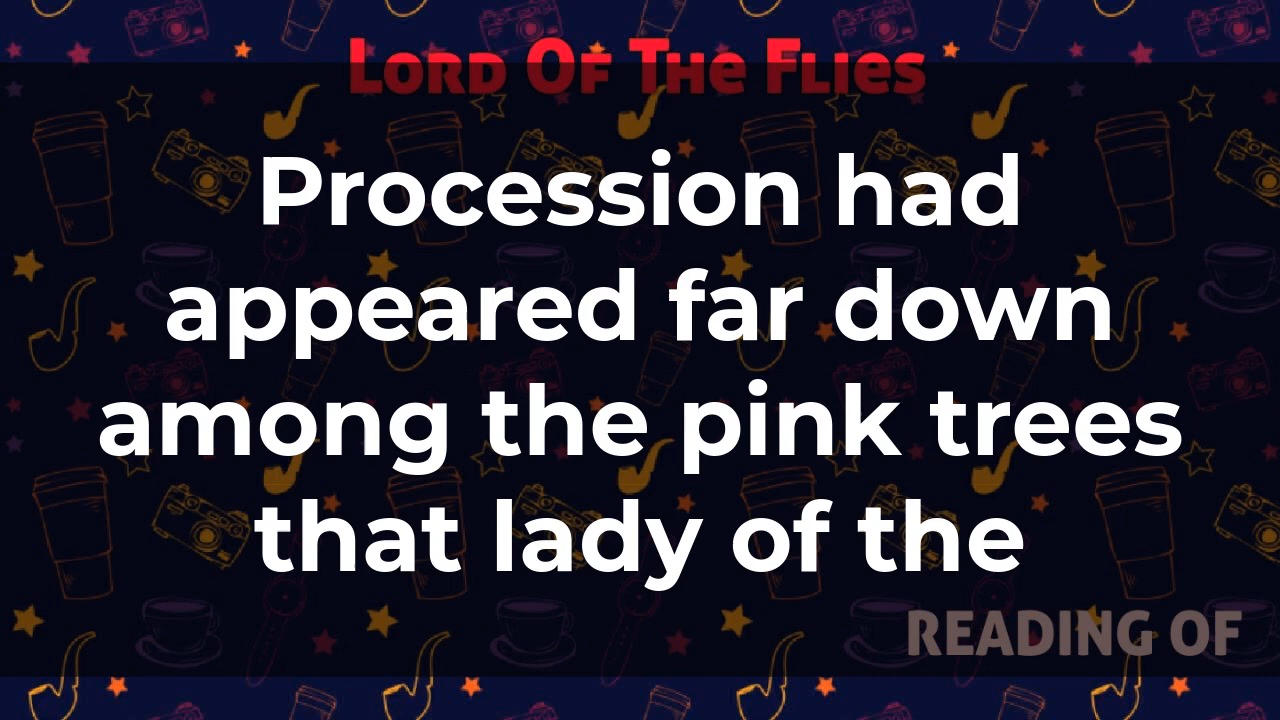 Lord Of The Flies
Procession had
appeared far down
among the pink trees
that lady of the
READING OF